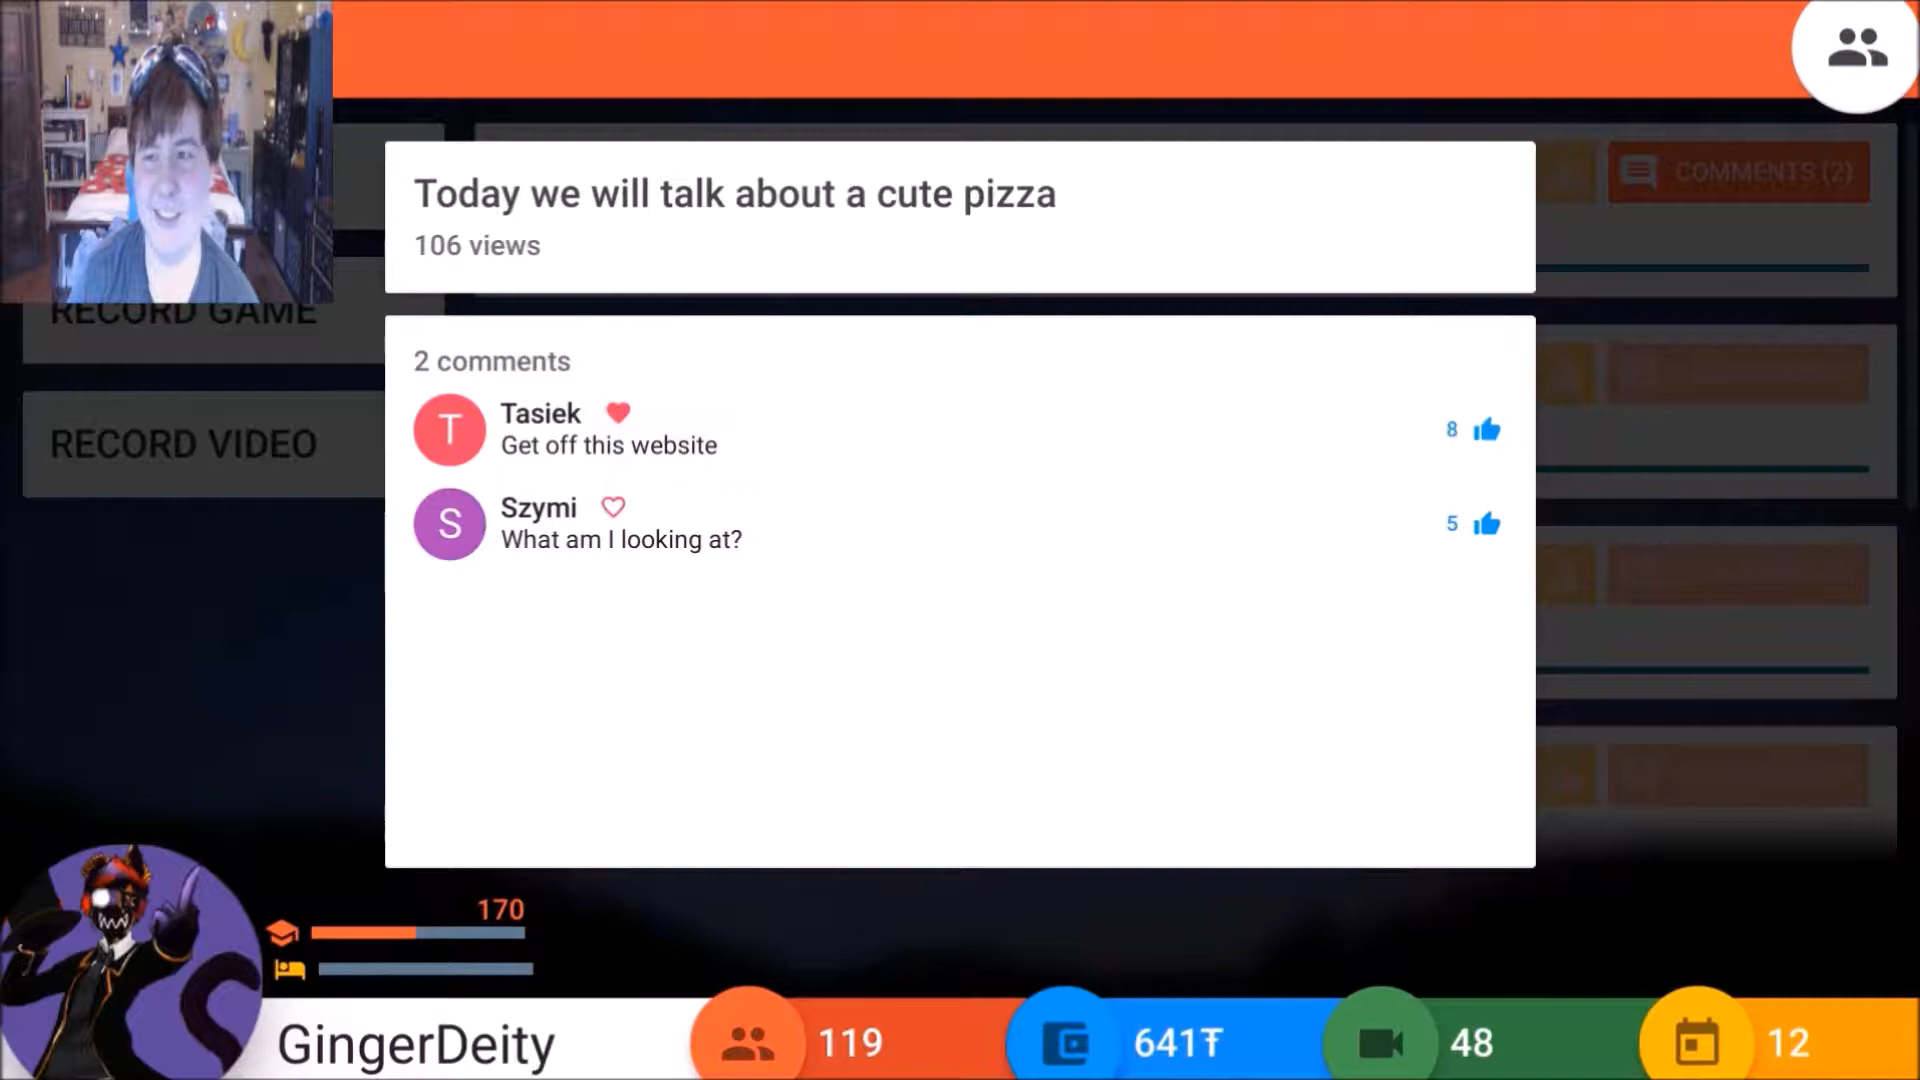 COMMENTS (2)
Today we will talk about a cute pizza
106 views
RECORD GAME
2 comments
T
Tasiek
Get off this website
8
RECORD VIDEO
S
Szymi
What am I looking at?
5
170
GingerDeity
119
641Ŧ
48
12